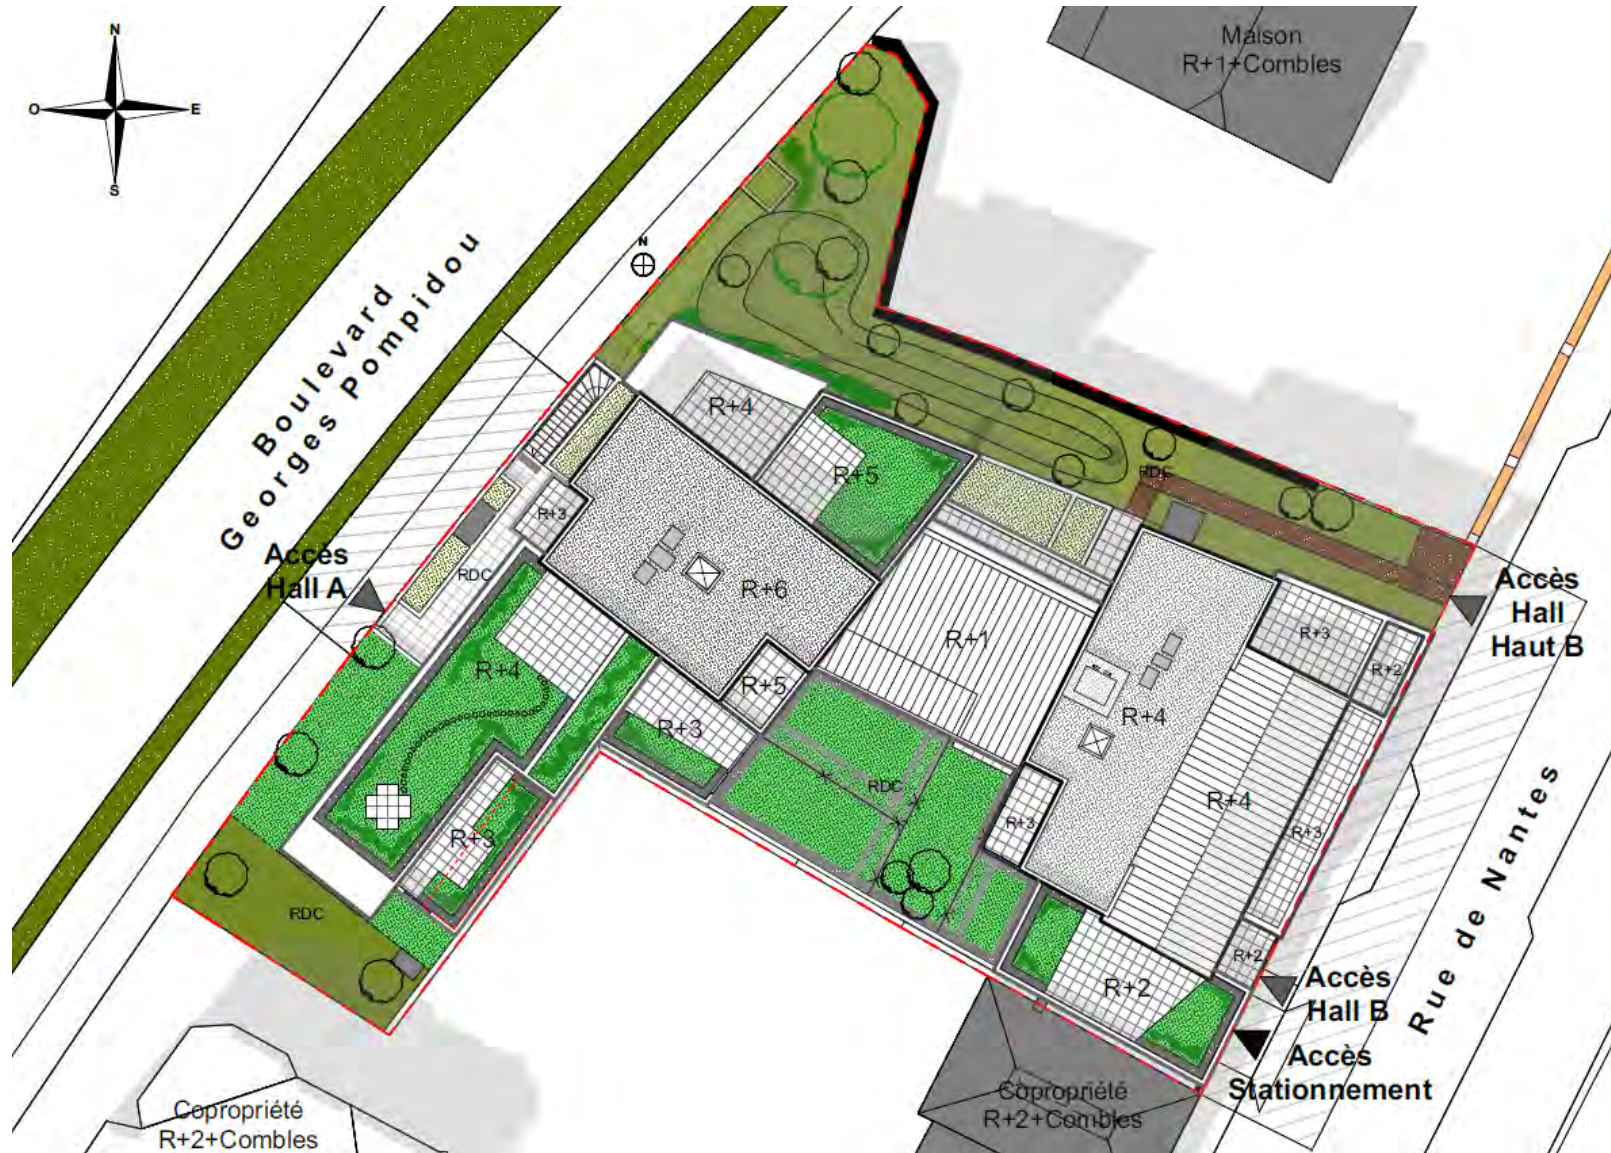 N
O
E
S
Maison
R+1+Combles
N
Boulevard
Georges Pompidou
R+4
R+5
RDC
R+3
Accès
Hall A
RDC
R+6
Accès
Hall
Haut B
R+1
R+3
R+2
R+4
R+5
R+4
R+3
RDC
R+4
R+3
R+3
R+3
Rue de Nantes
RDC
R+2
R+2
Accès
Hall B
Accès
Stationnement
Copropriété
R+2+Combles
Copropriété
R+2+Combles